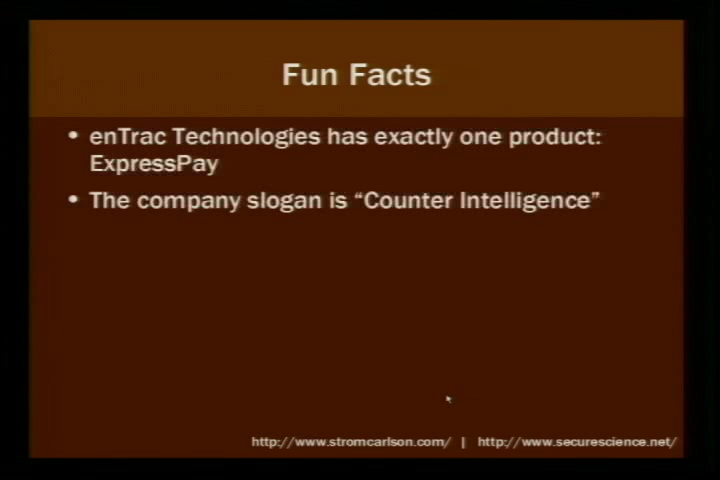 Fun Facts
• enTrac Technologies has exactly one product:
ExpressPay
• The company slogan is “Counter Intelligence”
http://www.stromcarlson.com/ | http://www.securescience.net/